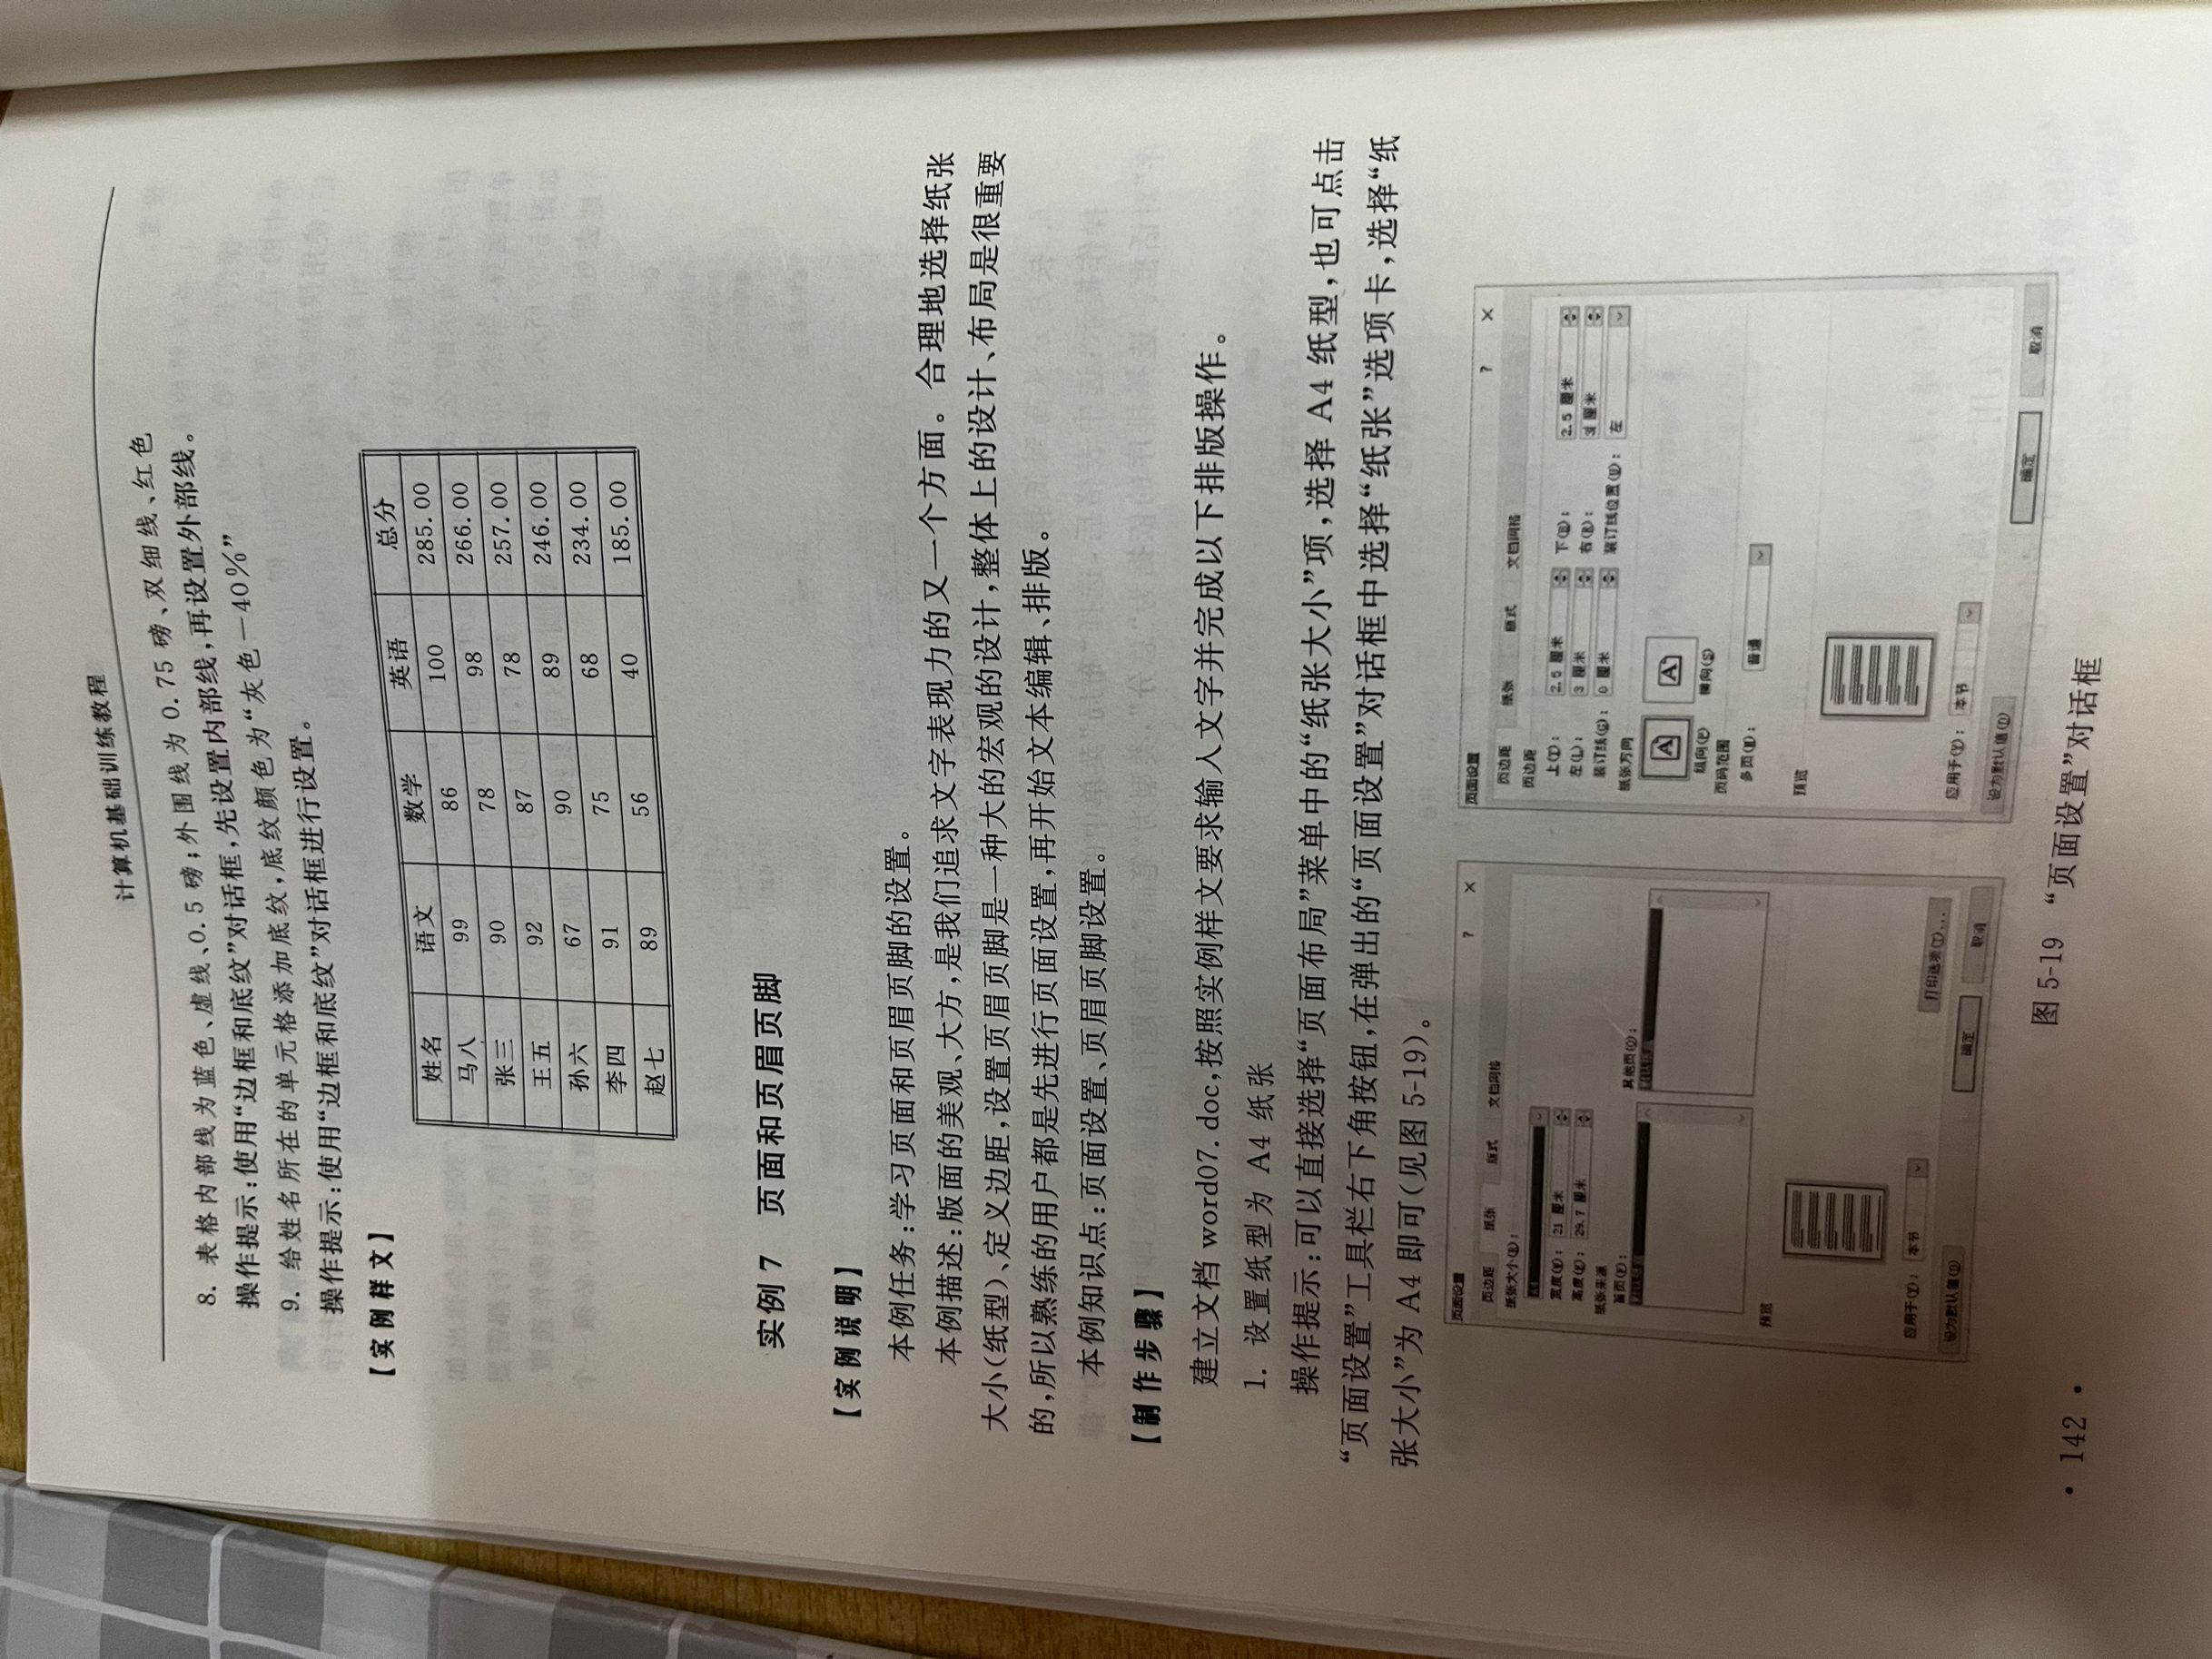 计算机基础训练教程
8. 表格内部线为蓝色、虚线、0.5 磅;外围线为 0.75 磅、双细线、红色
操作提示:使用“边框和底纹”对话框,先设置内部线,再设置外部线。
9. 给姓名所在的单元格添加底纹,底纹颜色为“灰色—40%”
操作提示:使用“边框和底纹”对话框进行设置。
【实例样文】
姓名 语文 数学 英语 总分
马八 99 86 100 285.00
张三 90 78 98 266.00
王五 92 87 78 257.00
孙六 67 90 89 246.00
李四 91 75 68 234.00
赵七 89 56 40 185.00
实例 7 页面和页眉页脚
【实例说明】
本例任务:学习页面和页眉页脚的设置。
本例描述:版面的美观、大方,是我们追求文字表现力的又一个方面。合理地选择纸张
大小(纸型)、定义边距,设置页眉页脚是一种大的宏观的设计,整体上的设计、布局是很重要
的,所以熟练的用户都是先进行页面设置,再开始文本编辑、排版。
本例知识点:页面设置、页眉页脚设置。
【制作步骤】
建立文档 word07.doc,按照实例样文要求输入文字并完成以下排版操作。
1. 设置纸型为 A4 纸张
操作提示:可以直接选择“页面布局”菜单中的“纸张大小”项,选择 A4 纸型,也可点击
“页面设置”工具栏右下角按钮,在弹出的“页面设置”对话框中选择“纸张”选项卡,选择“纸
张大小”为 A4 即可(见图 5-19)。
页面设置 ? ×
页边距 纸张 版式 文档网格
纸张大小(R):
宽度(W): 21 厘米
高度(E): 29.7 厘米
纸张来源
首页(F): 其他页(O):
预览
应用于(Y): 本节 打印选项(T)...
设为默认值(D) 确定 取消
页面设置 ? ×
页边距 纸张 版式 文档网格
页边距
上(T): 2.5 厘米 下(B): 2.5 厘米
左(L): 3 厘米 右(R): 3 厘米
装订线(G): 0 厘米 装订线位置(U): 左
纸张方向
纵向(P) 横向(S)
页码范围
多页(M): 普通
预览
应用于(Y): 本节
设为默认值(D) 确定 取消
图 5-19 “页面设置”对话框
• 142 •